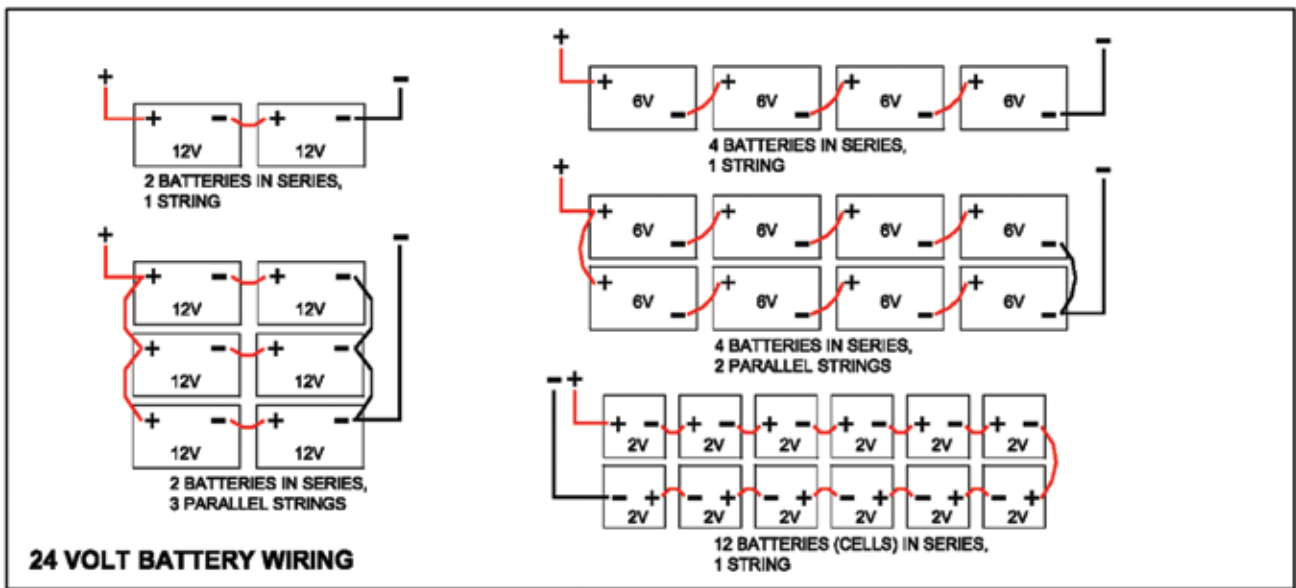 + -
+ - + -
12V 12V
2 BATTERIES IN SERIES,
1 STRING
+ -
+ - + -
12V 12V
+ - + -
12V 12V
+ - + -
12V 12V
2 BATTERIES IN SERIES,
3 PARALLEL STRINGS
+ -
+ 6V - + 6V - + 6V - + 6V -
4 BATTERIES IN SERIES,
1 STRING
+ -
+ 6V - + 6V - + 6V - + 6V -
+ 6V - + 6V - + 6V - + 6V -
4 BATTERIES IN SERIES,
2 PARALLEL STRINGS
- +
+ - + - + - + - + - + -
2V 2V 2V 2V 2V 2V
- + - + - + - + - + - +
2V 2V 2V 2V 2V 2V
12 BATTERIES (CELLS) IN SERIES,
1 STRING
24 VOLT BATTERY WIRING